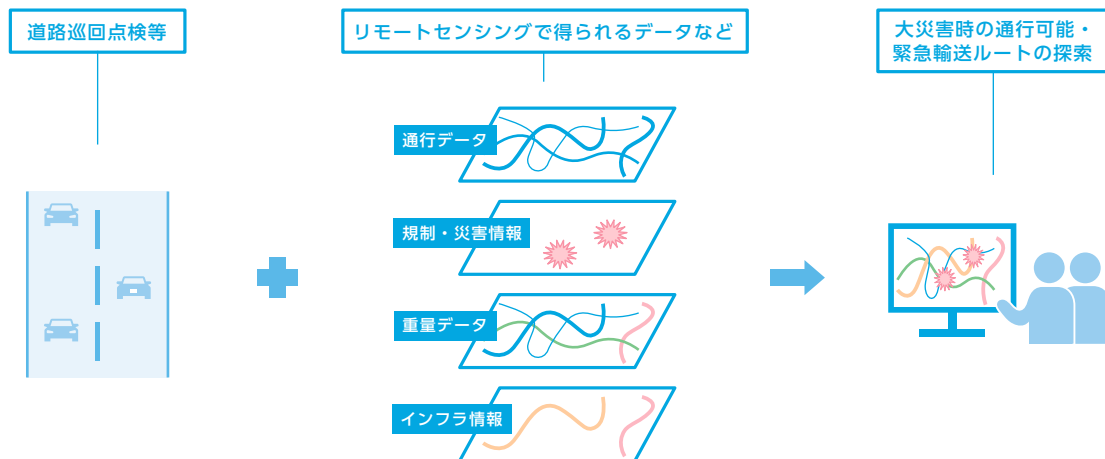 道路巡回点検等
リモートセンシングで得られるデータなど
大災害時の通行可能・
緊急輸送ルートの探索
通行データ
規制・災害情報
重量データ
インフラ情報